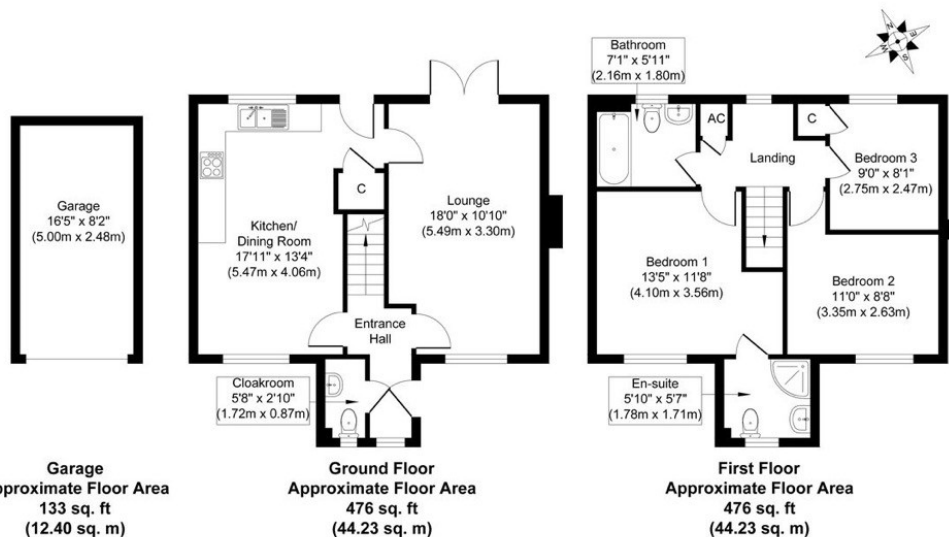 Bathroom
7'1" x 5'11"
(2.16m x 1.80m)
N
E
S
W
Garage
16'5" x 8'2"
(5.00m x 2.48m)
Kitchen/
Dining Room
17'11" x 13'4"
(5.47m x 4.06m)
C
Lounge
18'0" x 10'10"
(5.49m x 3.30m)
Entrance
Hall
Cloakroom
5'8" x 2'10"
(1.72m x 0.87m)
AC
C
Landing
Bedroom 3
9'0" x 8'1"
(2.75m x 2.47m)
Bedroom 1
13'5" x 11'8"
(4.10m x 3.56m)
Bedroom 2
11'0" x 8'8"
(3.35m x 2.63m)
En-suite
5'10" x 5'7"
(1.78m x 1.71m)
Garage
pproximate Floor Area
133 sq. ft
(12.40 sq. m)
Ground Floor
Approximate Floor Area
476 sq. ft
(44.23 sq. m)
First Floor
Approximate Floor Area
476 sq. ft
(44.23 sq. m)